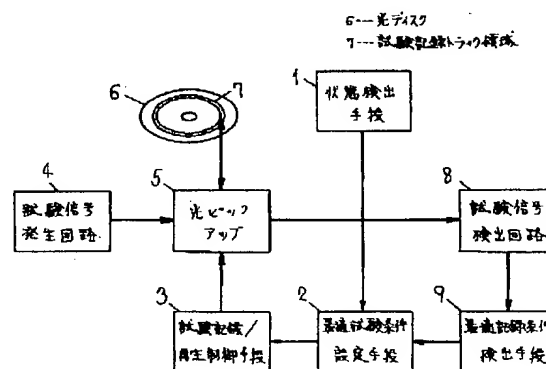 6---光ディスク
7---試験記録トラック領域
6
7
1
状態検出
手段
4
試験信号
発生回路
5
光ピック
アップ
8
試験信号
検出回路
3
試験記録/
再生制御手段
2
最適試験条件
設定手段
9
最適記録条件
検出手段